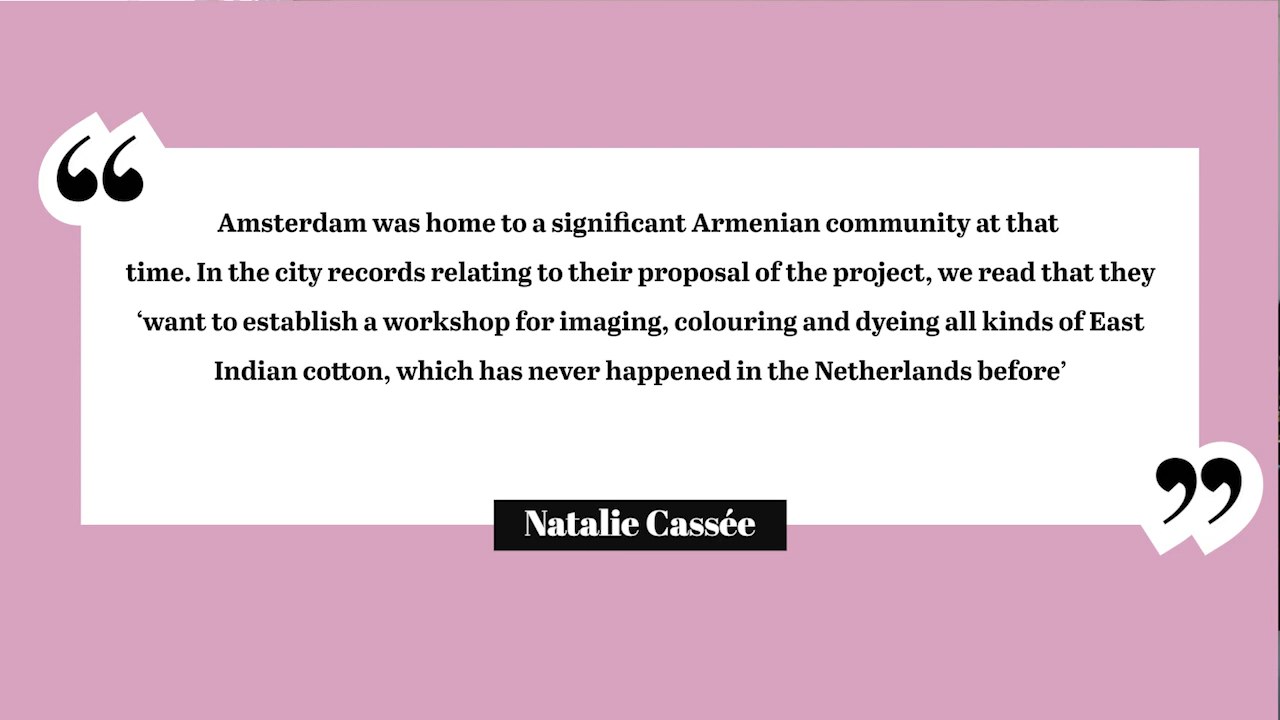 “
Amsterdam was home to a significant Armenian community at that
time. In the city records relating to their proposal of the project, we read that they
‘want to establish a workshop for imaging, colouring and dyeing all kinds of East
Indian cotton, which has never happened in the Netherlands before’
”
Natalie Cassée